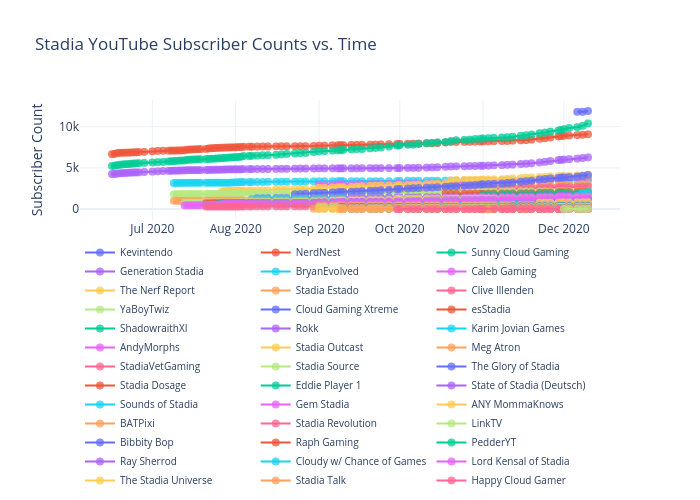 Stadia YouTube Subscriber Counts vs. Time
Subscriber Count
10k
5k
0
Jul 2020 Aug 2020 Sep 2020 Oct 2020 Nov 2020 Dec 2020
Kevintendo NerdNest Sunny Cloud Gaming
Generation Stadia BryanEvolved Caleb Gaming
The Nerf Report Stadia Estado Clive Illenden
YaBoyTwiz Cloud Gaming Xtreme esStadia
ShadowraithXl Rokk Karim Jovian Games
AndyMorphs Stadia Outcast Meg Atron
StadiaVetGaming Stadia Source The Glory of Stadia
Stadia Dosage Eddie Player 1 State of Stadia (Deutsch)
Sounds of Stadia Gem Stadia ANY MommaKnows
BATPixi Stadia Revolution LinkTV
Bibbity Bop Raph Gaming PedderYT
Ray Sherrod Cloudy w/ Chance of Games Lord Kensal of Stadia
The Stadia Universe Stadia Talk Happy Cloud Gamer